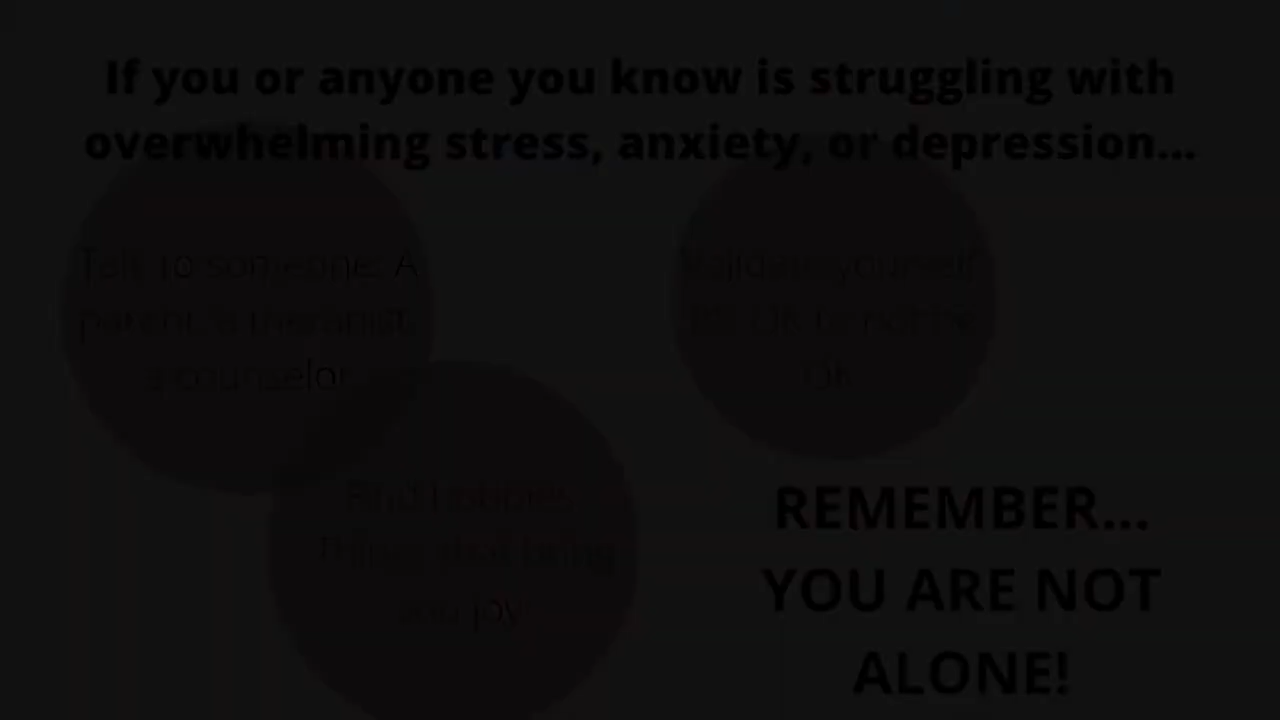 If you or anyone you know is struggling with
overwhelming stress, anxiety, or depression...
Talk to someone. A
parent, a therapist,
a counselor
Validate yourself
It's OK to not be
OK
Find hobbies
Things that bring
you joy!
REMEMBER...
YOU ARE NOT
ALONE!